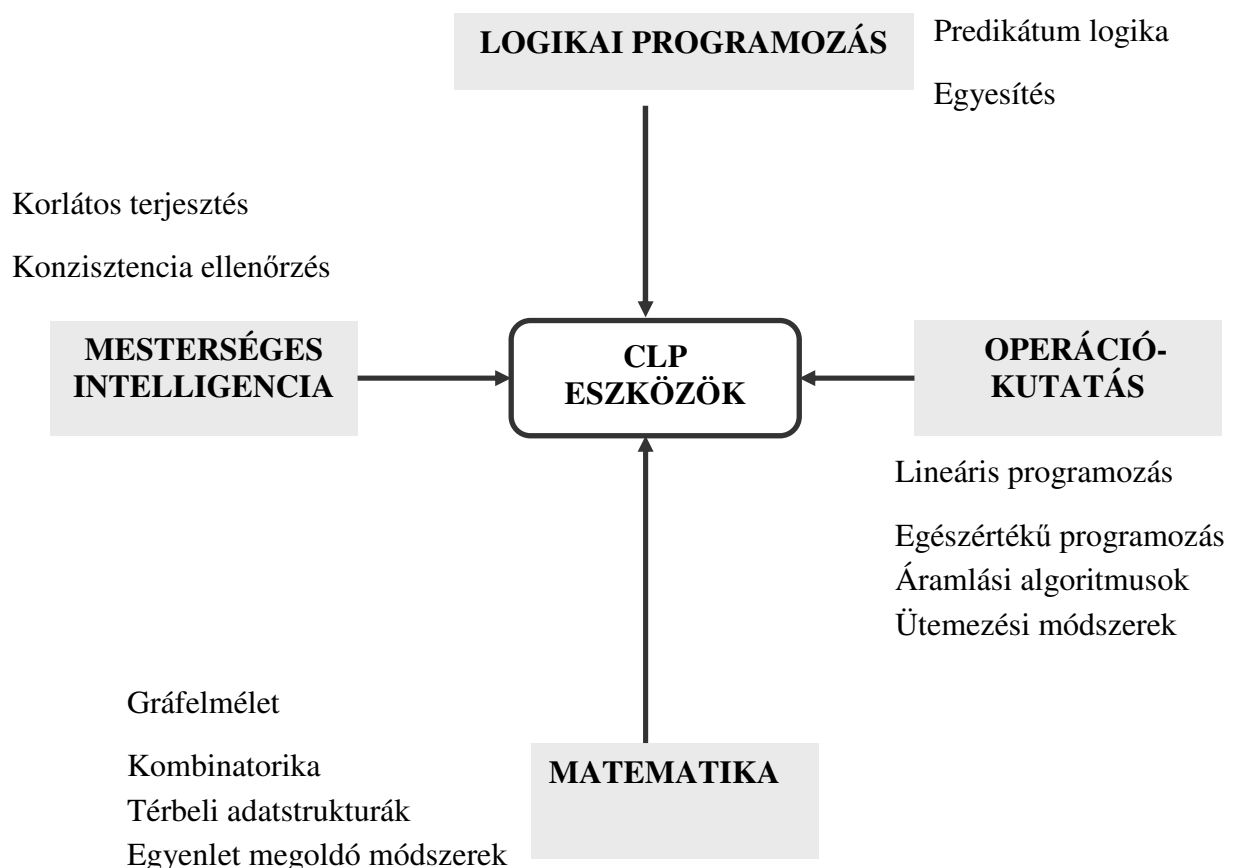 LOGIKAI PROGRAMOZÁS
Predikátum logika
Egyesítés
Korlátos terjesztés
Konzisztencia ellenőrzés
MESTERSÉGES
INTELLIGENCIA
CLP
ESZKÖZÖK
OPERÁCIÓ-
KUTATÁS
Lineáris programozás
Egészértékű programozás
Áramlási algoritmusok
Ütemezési módszerek
Gráfelmélet
Kombinatorika
Térbeli adatstrukturák
Egyenlet megoldó módszerek
MATEMATIKA